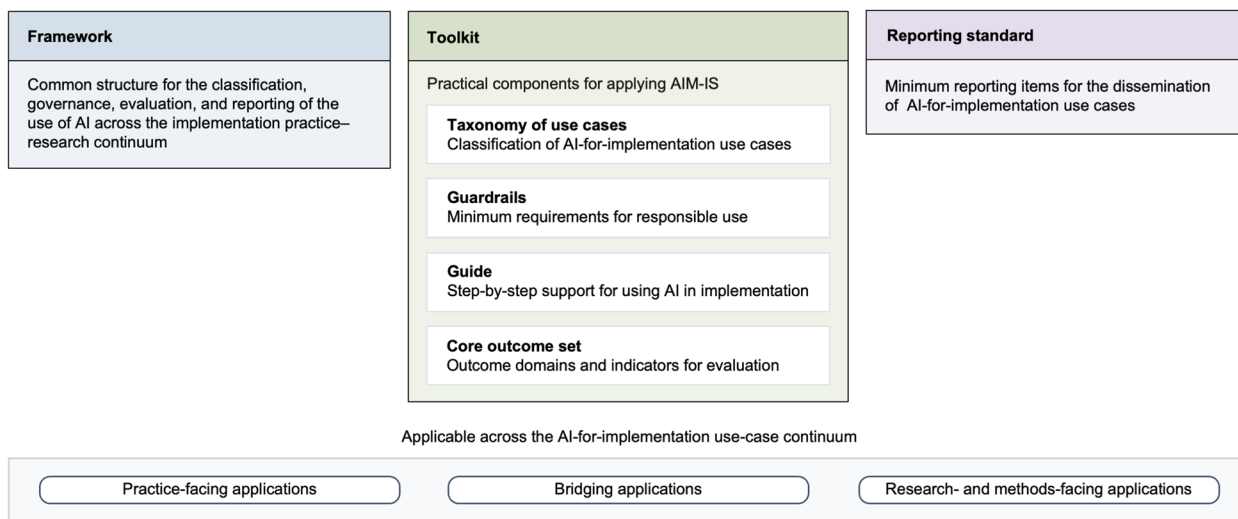 Framework
Common structure for the classification,
governance, evaluation, and reporting of the
use of AI across the implementation practice–
research continuum
Toolkit
Practical components for applying AIM-IS
Taxonomy of use cases
Classification of AI-for-implementation use cases
Guardrails
Minimum requirements for responsible use
Guide
Step-by-step support for using AI in implementation
Core outcome set
Outcome domains and indicators for evaluation
Reporting standard
Minimum reporting items for the dissemination
of AI-for-implementation use cases
Applicable across the AI-for-implementation use-case continuum
Practice-facing applications
Bridging applications
Research- and methods-facing applications